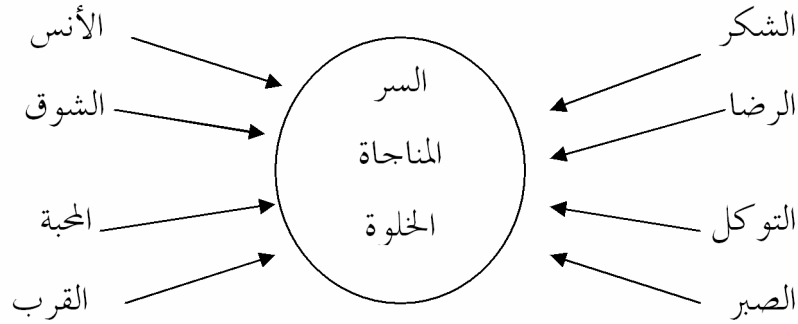 الشكر
الأنس
السر
الرضا
الشوق
المناجاة
التوكل
المحبة
الخلوة
الصبر
القرب